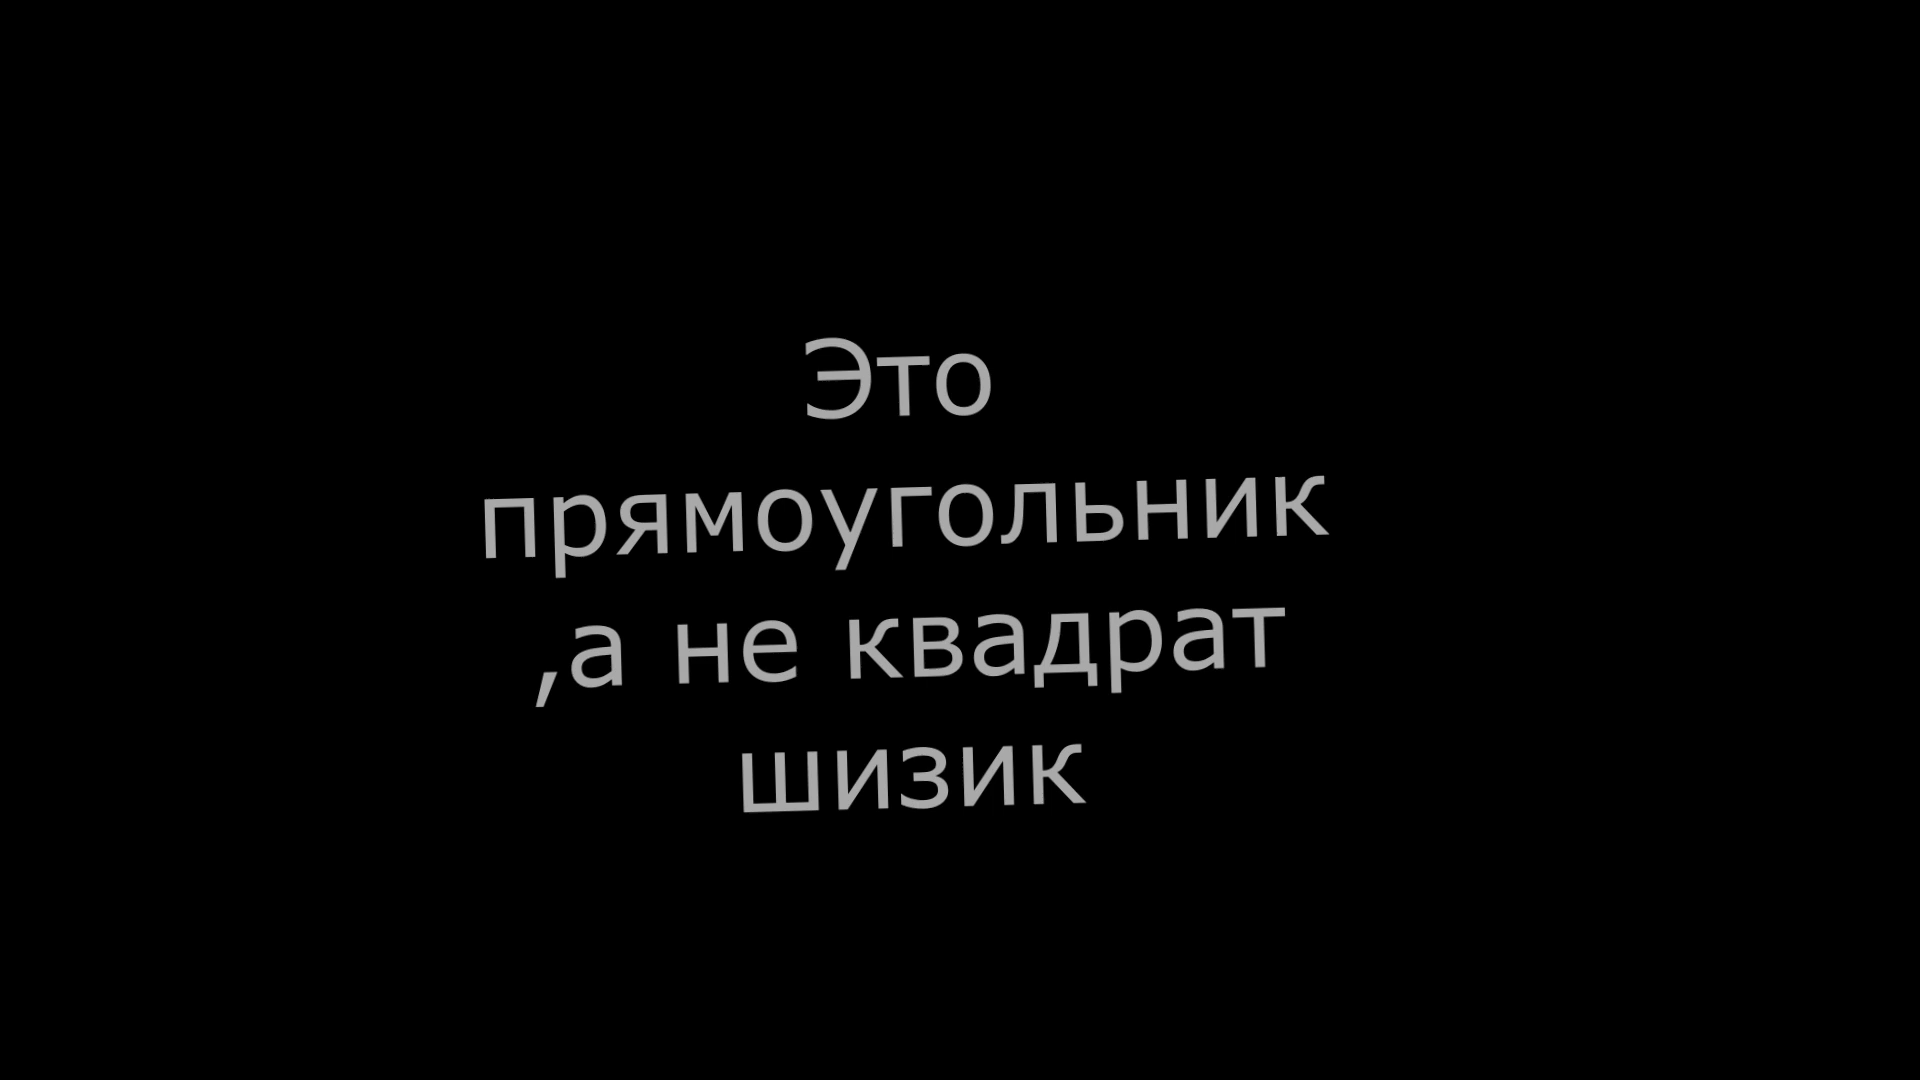 Это
прямоугольник
,а не квадрат
шизик